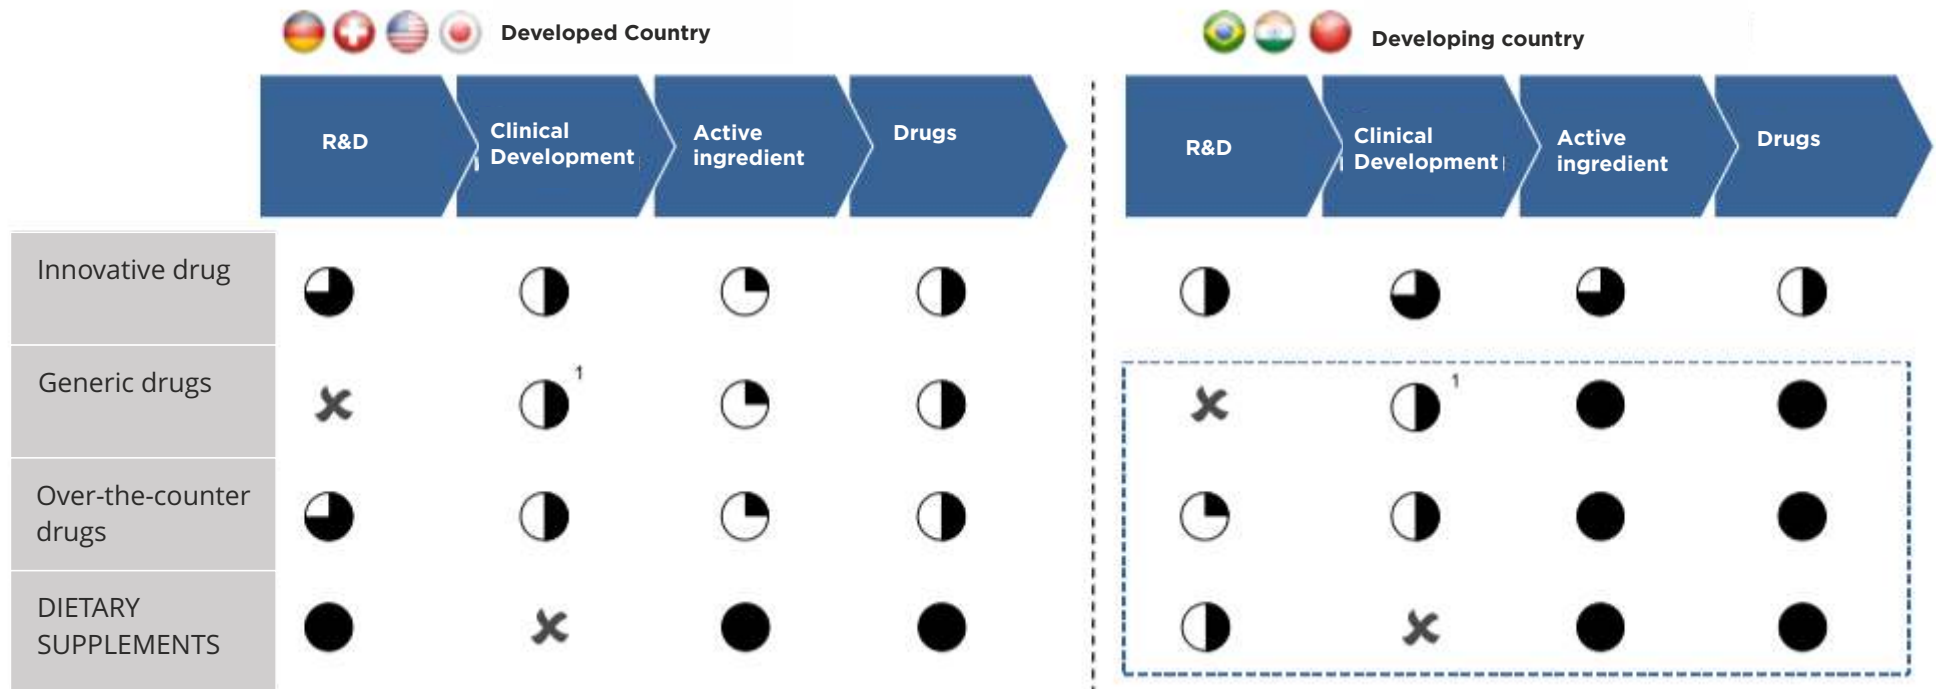 Developed Country
Developing country
R&D
Clinical
Development
Active
ingredient
Drugs
R&D
Clinical
Development
Active
ingredient
Drugs
Innovative drug
Generic drugs
1
1
Over-the-counter
drugs
DIETARY
SUPPLEMENTS